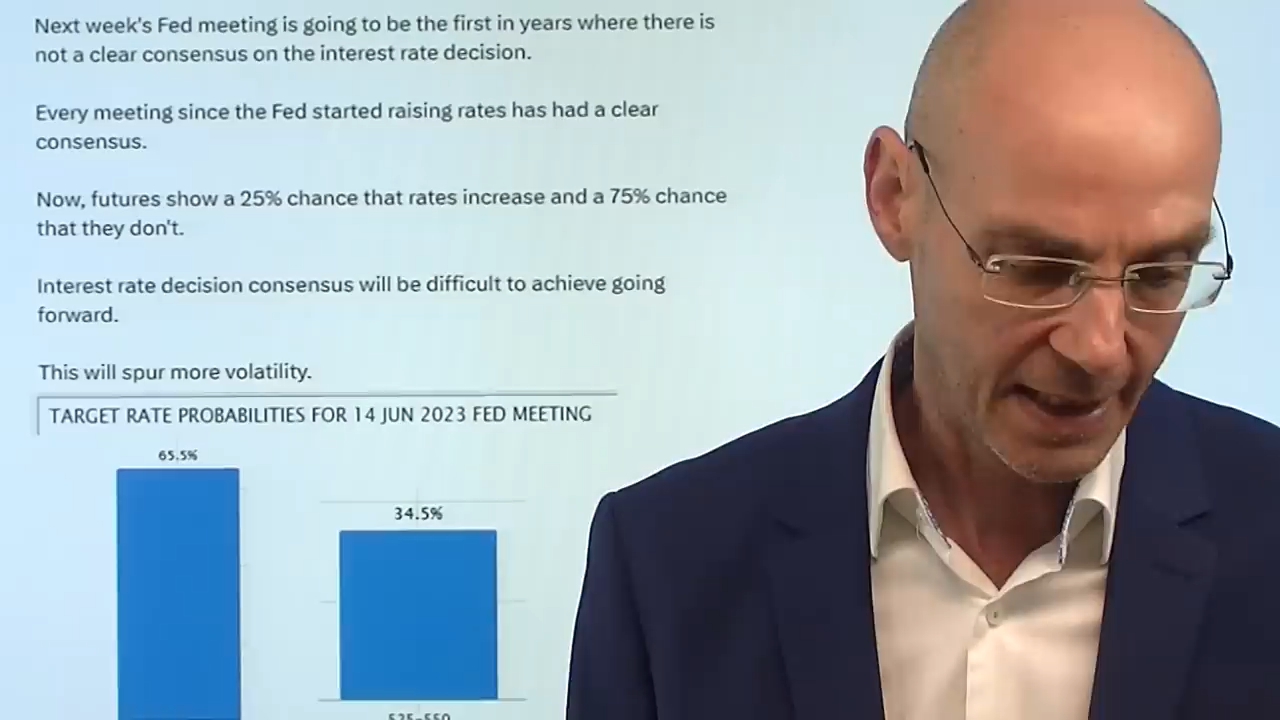 Next week's Fed meeting is going to be the first in years where there is
not a clear consensus on the interest rate decision.
Every meeting since the Fed started raising rates has had a clear
consensus.
Now, futures show a 25% chance that rates increase and a 75% chance
that they don't.
Interest rate decision consensus will be difficult to achieve going
forward.
This will spur more volatility.
TARGET RATE PROBABILITIES FOR 14 JUN 2023 FED MEETING
65.5%
34.5%
525-550